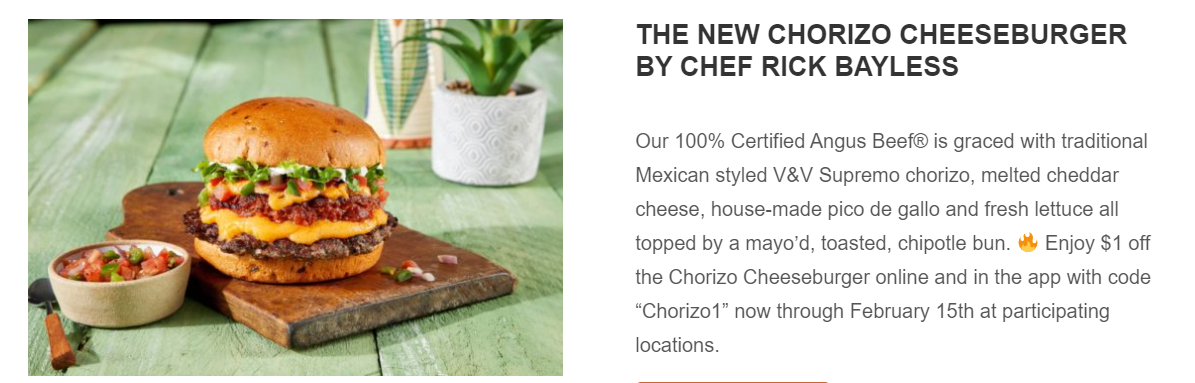 THE NEW CHORIZO CHEESEBURGER
BY CHEF RICK BAYLESS
Our 100% Certified Angus Beef® is graced with traditional
Mexican styled V&V Supremo chorizo, melted cheddar
cheese, house-made pico de gallo and fresh lettuce all
topped by a mayo’d, toasted, chipotle bun. 🔥 Enjoy $1 off
the Chorizo Cheeseburger online and in the app with code
“Chorizo1” now through February 15th at participating
locations.